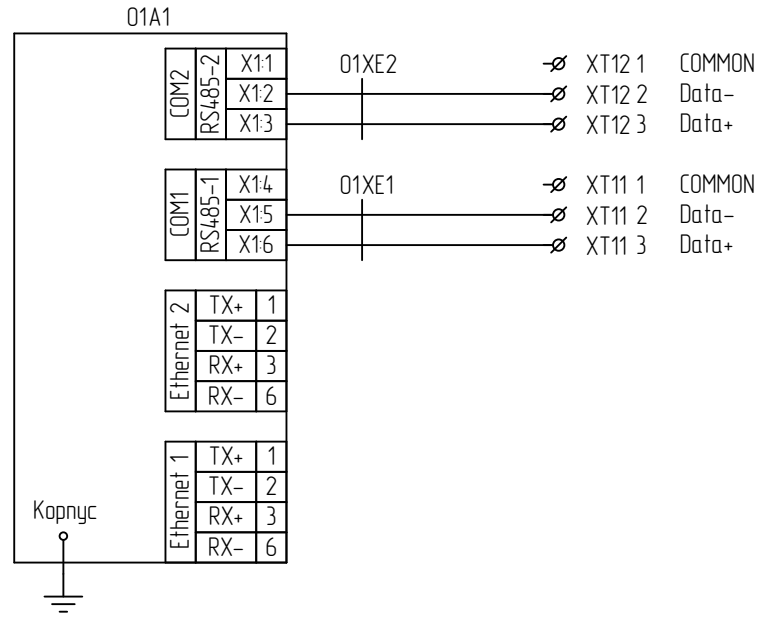 01A1
COM2
RS485-2
X1:1
01XE2
XT12 1
COMMON
X1:2
XT12 2
Data-
X1:3
XT12 3
Data+
COM1
RS485-1
X1:4
01XE1
XT11 1
COMMON
X1:5
XT11 2
Data-
X1:6
XT11 3
Data+
Ethernet 2
TX+ 1
TX- 2
RX+ 3
RX- 6
Ethernet 1
TX+ 1
TX- 2
RX+ 3
RX- 6
Корпус